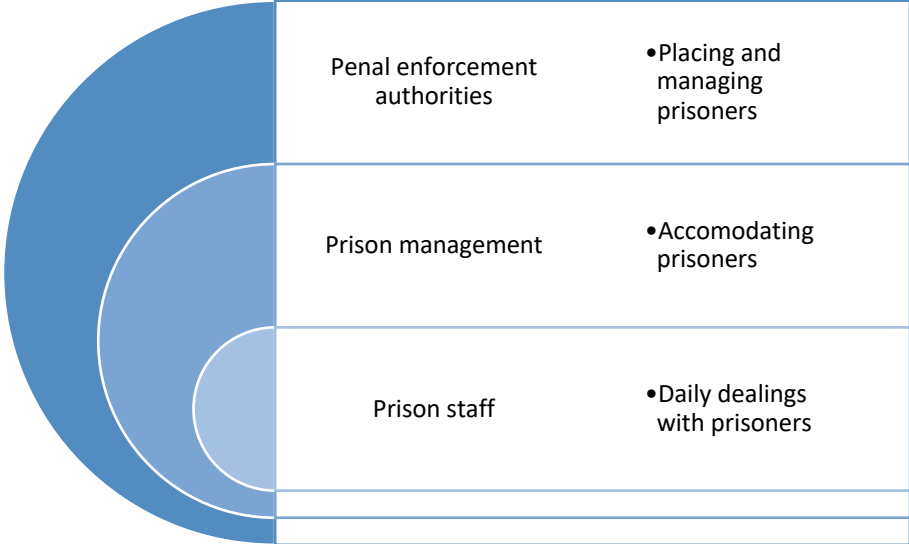 Penal enforcement
authorities
•Placing and
managing
prisoners
Prison management
•Accomodating
prisoners
Prison staff
•Daily dealings
with prisoners